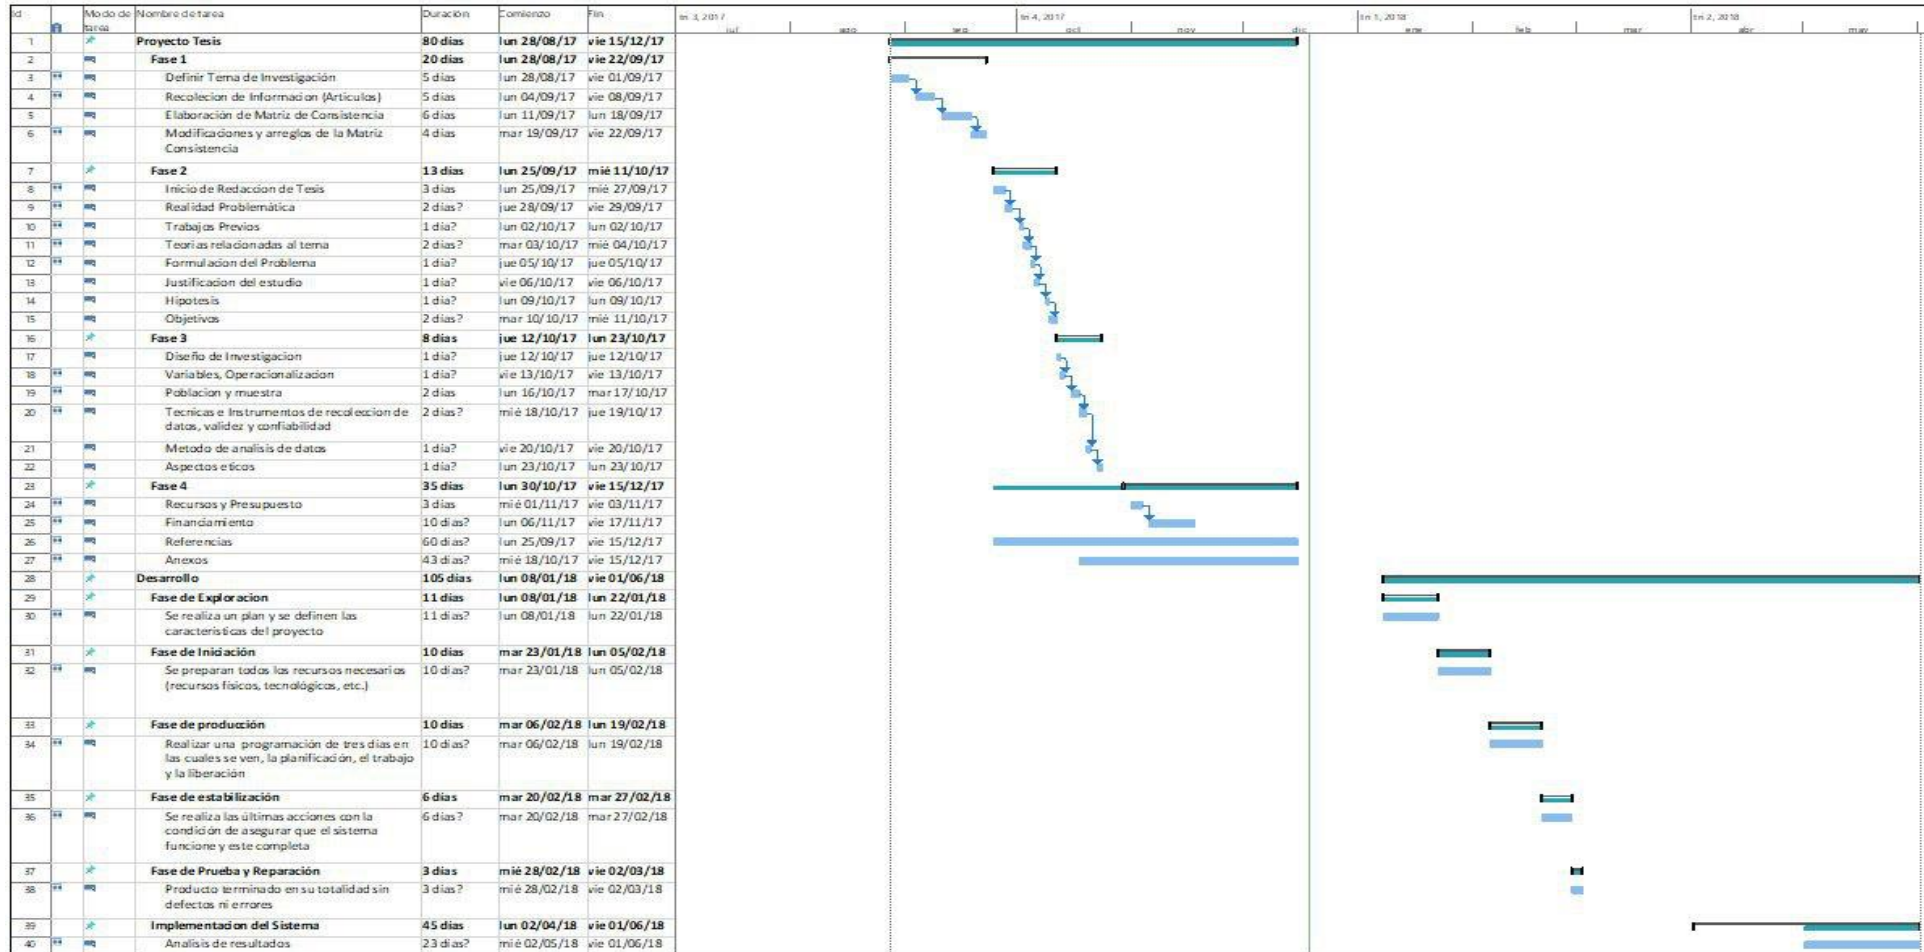 Id Modo de tarea Nombre de tarea Duración Comienzo Fin tri 3, 2017 tri 4, 2017 tri 1, 2018 tri 2, 2018
jul ago sep oct nov dic ene feb mar abr may
1 Proyecto Tesis 80 días lun 28/08/17 vie 15/12/17
2 Fase 1 20 días lun 28/08/17 vie 22/09/17
3 Definir Tema de Investigación 5 días lun 28/08/17 vie 01/09/17
4 Recolecion de Informacion (Articulos) 5 días lun 04/09/17 vie 08/09/17
5 Elaboración de Matriz de Consistencia 6 días lun 11/09/17 lun 18/09/17
6 Modificaciones y arreglos de la Matriz 4 días mar 19/09/17 vie 22/09/17
Consistencia
7 Fase 2 13 días lun 25/09/17 mié 11/10/17
8 Inicio de Redaccion de Tesis 3 días lun 25/09/17 mié 27/09/17
9 Realidad Problemática 2 días? jue 28/09/17 vie 29/09/17
10 Trabajos Previos 1 día? lun 02/10/17 lun 02/10/17
11 Teorias relacionadas al tema 2 días? mar 03/10/17 mié 04/10/17
12 Formulacion del Problema 1 día? jue 05/10/17 jue 05/10/17
13 Justificacion del estudio 1 día? vie 06/10/17 vie 06/10/17
14 Hipotesis 1 día? lun 09/10/17 lun 09/10/17
15 Objetivos 2 días? mar 10/10/17 mié 11/10/17
16 Fase 3 8 días jue 12/10/17 lun 23/10/17
17 Diseño de Investigacion 1 día? jue 12/10/17 jue 12/10/17
18 Variables, Operacionalizacion 1 día? vie 13/10/17 vie 13/10/17
19 Poblacion y muestra 2 días lun 16/10/17 mar 17/10/17
20 Tecnicas e Instrumentos de recoleccion de 2 días? mié 18/10/17 jue 19/10/17
datos, validez y confiabilidad
21 Metodo de analisis de datos 1 día? vie 20/10/17 vie 20/10/17
22 Aspectos eticos 1 día? lun 23/10/17 lun 23/10/17
23 Fase 4 35 días lun 30/10/17 vie 15/12/17
24 Recursos y Presupuesto 3 días mié 01/11/17 vie 03/11/17
25 Financiamiento 10 días? lun 06/11/17 vie 17/11/17
26 Referencias 60 días? lun 25/09/17 vie 15/12/17
27 Anexos 43 días? mié 18/10/17 vie 15/12/17
28 Desarrollo 105 días lun 08/01/18 vie 01/06/18
29 Fase de Exploracion 11 días lun 08/01/18 lun 22/01/18
30 Se realiza un plan y se definen las 11 días? lun 08/01/18 lun 22/01/18
características del proyecto
31 Fase de Iniciación 10 días mar 23/01/18 lun 05/02/18
32 Se preparan todos los recursos necesarios 10 días? mar 23/01/18 lun 05/02/18
(recursos físicos, tecnológicos, etc.)
33 Fase de producción 10 días mar 06/02/18 lun 19/02/18
34 Realizar una programación de tres dias en 10 días? mar 06/02/18 lun 19/02/18
las cuales se ven, la planificación, el trabajo
y la liberación
35 Fase de estabilización 6 días mar 20/02/18 mar 27/02/18
36 Se realiza las últimas acciones con la 6 días? mar 20/02/18 mar 27/02/18
condición de asegurar que el sistema
funcione y este completa
37 Fase de Prueba y Reparación 3 días mié 28/02/18 vie 02/03/18
38 Producto terminado en su totalidad sin 3 días? mié 28/02/18 vie 02/03/18
defectos ni errores
39 Implementacion del Sistema 45 días lun 02/04/18 vie 01/06/18
40 Analisis de resultados 23 días? mié 02/05/18 vie 01/06/18